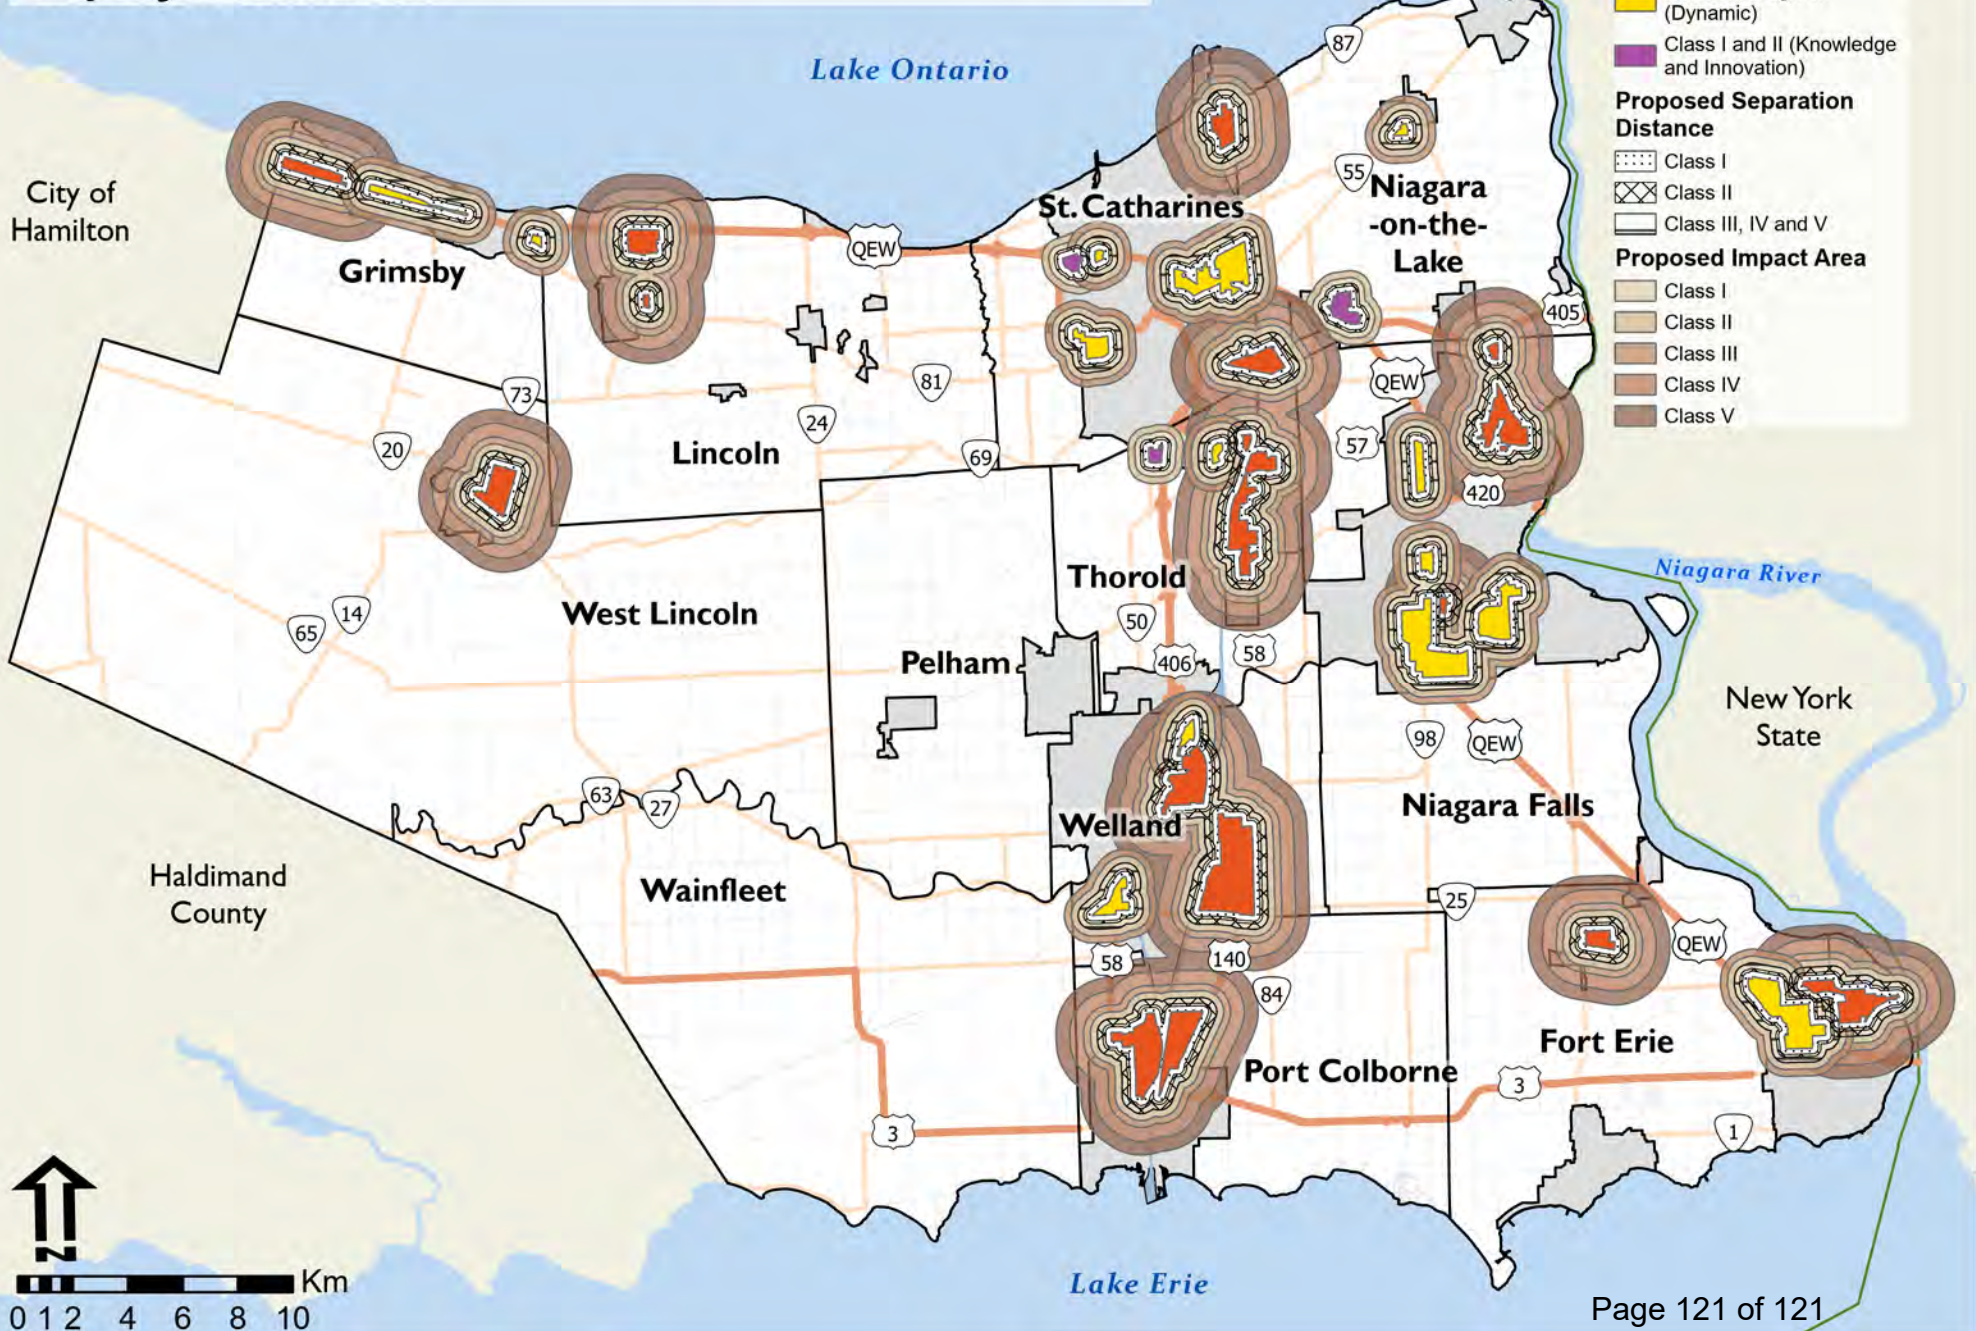 (Dynamic)
Class I and II (Knowledge
and Innovation)
Proposed Separation
Distance
Class I
Class II
Class III, IV and V
Proposed Impact Area
Class I
Class II
Class III
Class IV
Class V
Lake Ontario
87
City of
Hamilton
55
Niagara
-on-the-
Lake
St. Catharines
QEW
Grimsby
405
73
81
QEW
24
20
Lincoln
69
57
420
Thorold
Niagara River
65
14
West Lincoln
50
Pelham
406
58
New York
State
98
QEW
63
27
Welland
Niagara Falls
Haldimand
County
Wainfleet
25
58
140
QEW
84
Fort Erie
Port Colborne
3
3
1
N
Km
0 1 2 4 6 8 10
Lake Erie
Page 121 of 121